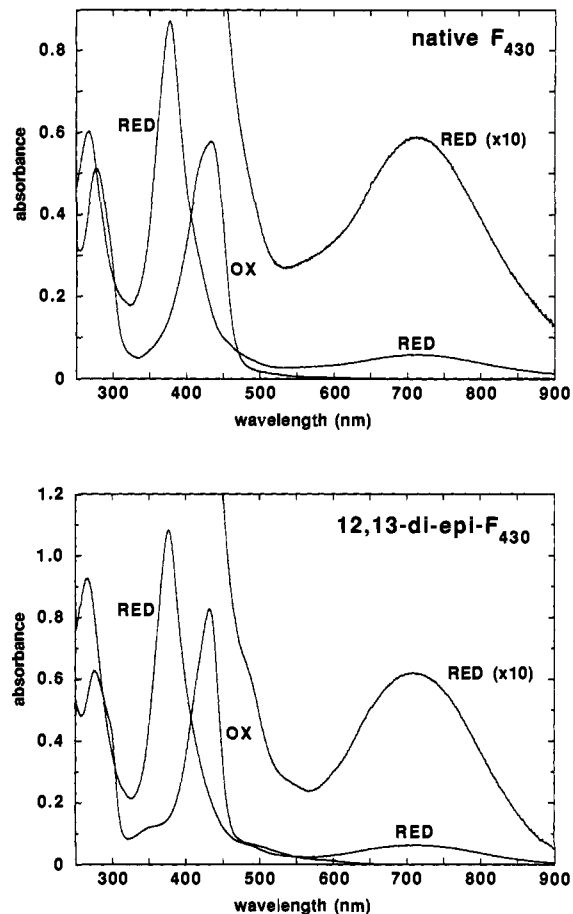 native F430
0.8
RED
0.6
RED (x10)
absorbance
0.4
OX
0.2
RED
0
300 400 500 600 700 800 900
wavelength (nm)
1.2
12,13-di-epi-F430
1.0
RED
0.8
RED (x10)
absorbance
0.6
0.4
OX
0.2
RED
0
300 400 500 600 700 800 900
wavelength (nm)